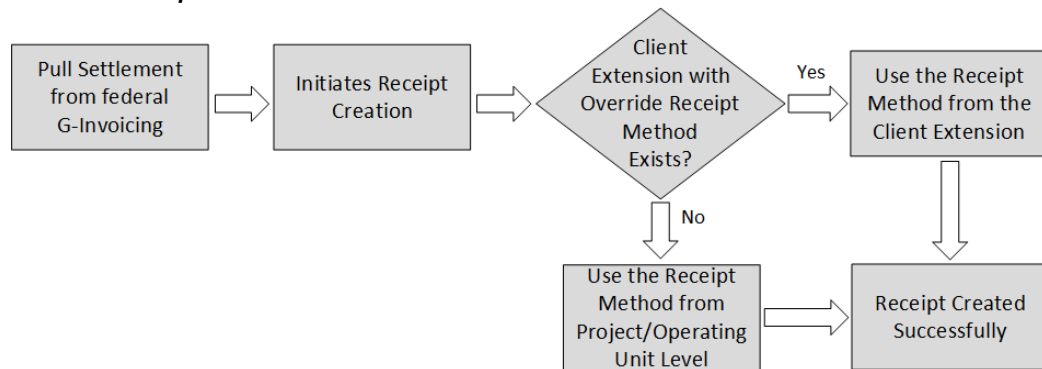 Pull Settlement
from federal
G-Invoicing
Initiates Receipt
Creation
Client
Extension with
Override Receipt
Method
Exists?
Yes
Use the Receipt
Method from the
Client Extension
No
Use the Receipt
Method from
Project/Operating
Unit Level
Receipt Created
Successfully